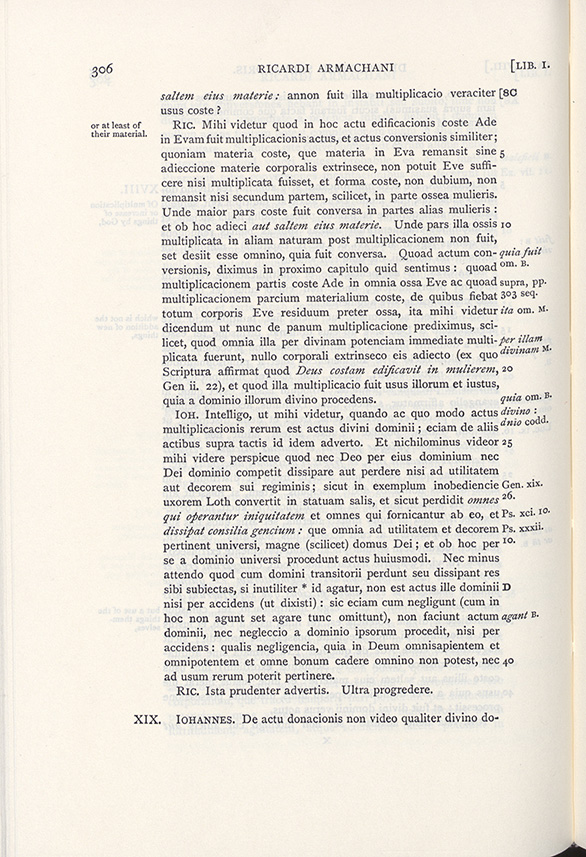 306 RICARDI ARMACHANI [LIB. I.
saltem eius materie: annon fuit illa multiplicacio veraciter [8C
usus coste ?
or at least of
their material.
RIC. Mihi videtur quod in hoc actu edificacionis coste Ade
in Evam fuit multiplicacionis actus, et actus conversionis similiter;
quoniam materia coste, que materia in Eva remansit sine 5
adieccione materie corporalis extrinsece, non potuit Eve suffi-
cere nisi multiplicata fuisset, et forma coste, non dubium, non
remansit nisi secundum partem, scilicet, in parte ossea mulieris.
Unde maior pars coste fuit conversa in partes alias mulieris :
et ob hoc adieci aut saltem eius materie. Unde pars illa ossis 10
multiplicata in aliam naturam post multiplicacionem non fuit,
set desiit esse omnino, quia fuit conversa. Quoad actum con- quia fuit
versionis, diximus in proximo capitulo quid sentimus : quoad om. B.
multiplicacionem partis coste Ade in omnia ossa Eve ac quoad supra, pp.
multiplicacionem parcium materialium coste, de quibus fiebat 303 seq.
totum corporis Eve residuum preter ossa, ita mihi videtur ita om. M.
dicendum ut nunc de panum multiplicacione prediximus, sci-
licet, quod omnia illa per divinam potenciam immediate multi- per illam
plicata fuerunt, nullo corporali extrinseco eis adiecto (ex quo divinam M.
Scriptura affirmat quod Deus costam edificavit in mulierem, 20
Gen ii. 22), et quod illa multiplicacio fuit usus illorum et iustus,
quia a dominio illorum divino procedens. quia om. B.
IOH. Intelligo, ut mihi videtur, quando ac quo modo actus divino :
multiplicacionis rerum est actus divini dominii ; eciam de aliis dnio codd.
actibus supra tactis id idem adverto. Et nichilominus videor 25
mihi videre perspicue quod nec Deo per eius dominium nec
Dei dominio competit dissipare aut perdere nisi ad utilitatem
aut decorem sui regiminis; sicut in exemplum inobediencie Gen. xix.
uxorem Loth convertit in statuam salis, et sicut perdidit omnes 26.
qui operantur iniquitatem et omnes qui fornicantur ab eo, et Ps. xci. 10.
dissipat consilia gencium : que omnia ad utilitatem et decorem Ps. xxxii.
pertinent universi, magne (scilicet) domus Dei ; et ob hoc per 10.
se a dominio universi procedunt actus huiusmodi. Nec minus
attendo quod cum domini transitorii perdunt seu dissipant res
sibi subiectas, si inutiliter * id agatur, non est actus ille dominii D
nisi per accidens (ut dixisti) : sic eciam cum negligunt (cum in
hoc non agunt set agare tunc omittunt), non faciunt actum agant B.
dominii, nec negleccio a dominio ipsorum procedit, nisi per
accidens : qualis negligencia, quia in Deum omnisapientem et
omnipotentem et omne bonum cadere omnino non potest, nec 40
ad usum rerum poterit pertinere.
RIC. Ista prudenter advertis. Ultra progredere.
XIX. IOHANNES. De actu donacionis non video qualiter divino do-